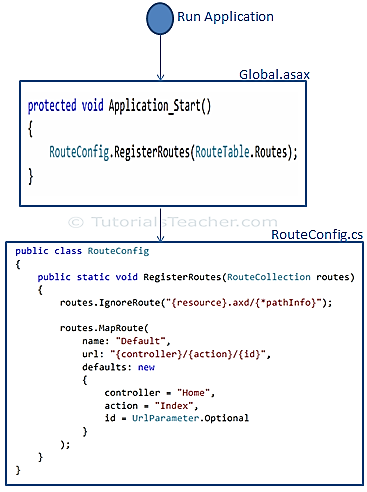 Run Application
Global.asax
protected void Application_Start()
{
RouteConfig.RegisterRoutes(RouteTable.Routes);
}
© TutorialsTeacher.com
RouteConfig.cs
public class RouteConfig
{
public static void RegisterRoutes(RouteCollection routes)
{
routes.IgnoreRoute("{resource}.axd/{*pathInfo}");
routes.MapRoute(
name: "Default",
url: "{controller}/{action}/{id}",
defaults: new
{
controller = "Home",
action = "Index",
id = UrlParameter.Optional
}
);
}
}